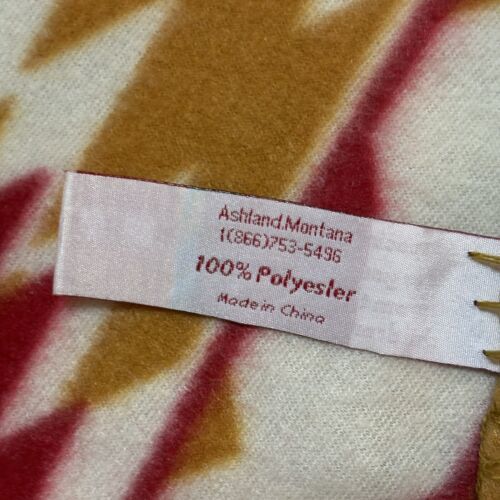 Ashland,Montana
1(866)753-5496
100% Polyester
Made in China